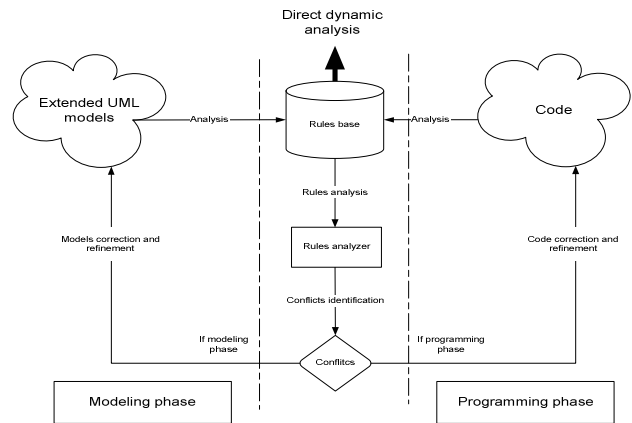 Direct dynamic
analysis
Extended UML
models
Analysis
Rules base
Analysis
Code
Rules analysis
Rules analyzer
Models correction and
refinement
Code correction and
refinement
Conflicts identification
If modeling
phase
If programming
phase
Conflitcs
Modeling phase
Programming phase